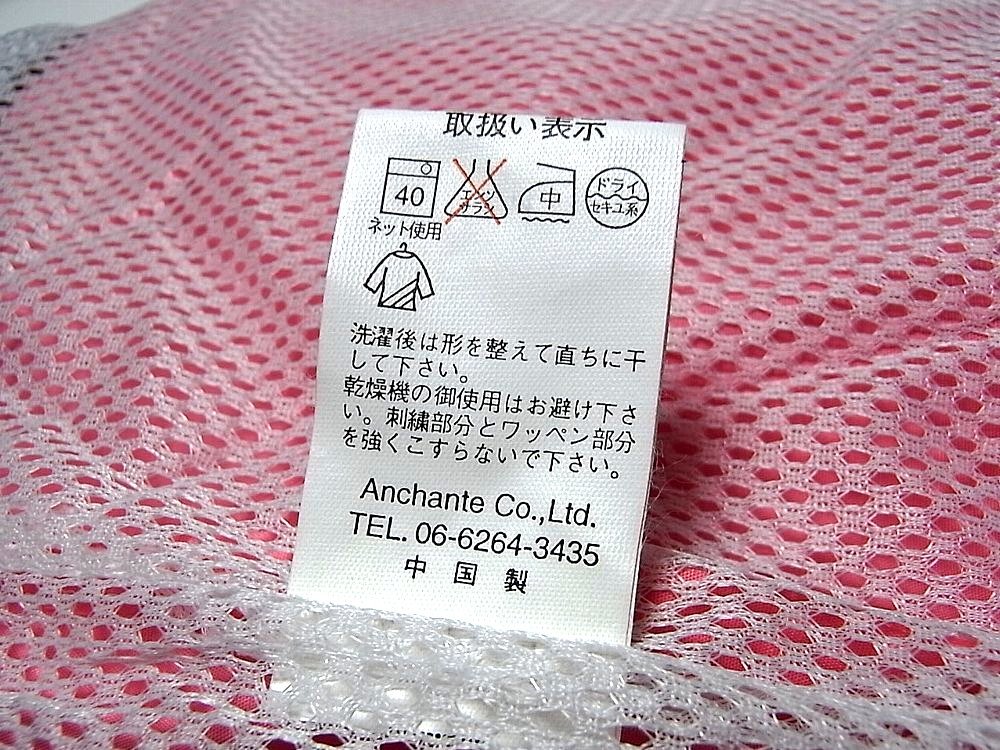 取扱い表示
40
エンソ
サラシ
中
ドライ
セキユ系
ネット使用
洗濯後は形を整えて直ちに干
して下さい。
乾燥機の御使用はお避け下さ
い。刺繍部分とワッペン部分
を強くこすらないで下さい。
Anchante Co.,Ltd.
TEL. 06-6264-3435
中国製